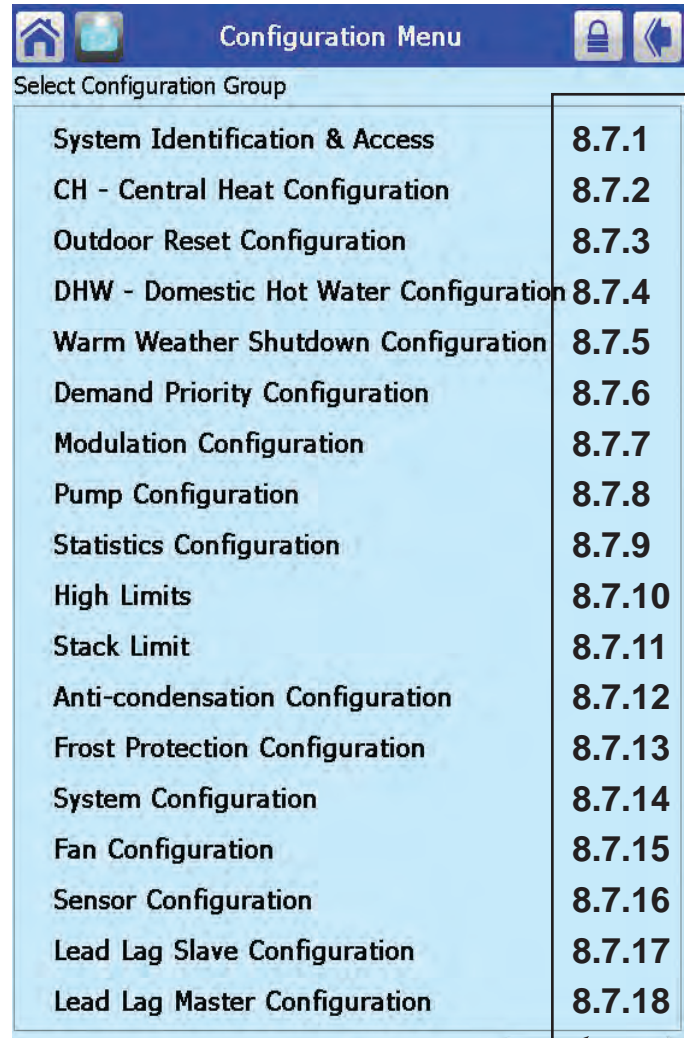 Configuration Menu
Select Configuration Group
System Identification & Access 8.7.1
CH - Central Heat Configuration 8.7.2
Outdoor Reset Configuration 8.7.3
DHW - Domestic Hot Water Configuration 8.7.4
Warm Weather Shutdown Configuration 8.7.5
Demand Priority Configuration 8.7.6
Modulation Configuration 8.7.7
Pump Configuration 8.7.8
Statistics Configuration 8.7.9
High Limits 8.7.10
Stack Limit 8.7.11
Anti-condensation Configuration 8.7.12
Frost Protection Configuration 8.7.13
System Configuration 8.7.14
Fan Configuration 8.7.15
Sensor Configuration 8.7.16
Lead Lag Slave Configuration 8.7.17
Lead Lag Master Configuration 8.7.18